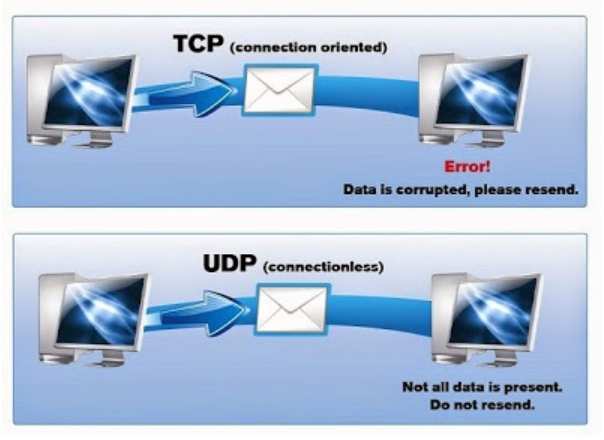 TCP (connection oriented)
Error!
Data is corrupted, please resend.
UDP (connectionless)
Not all data is present.
Do not resend.